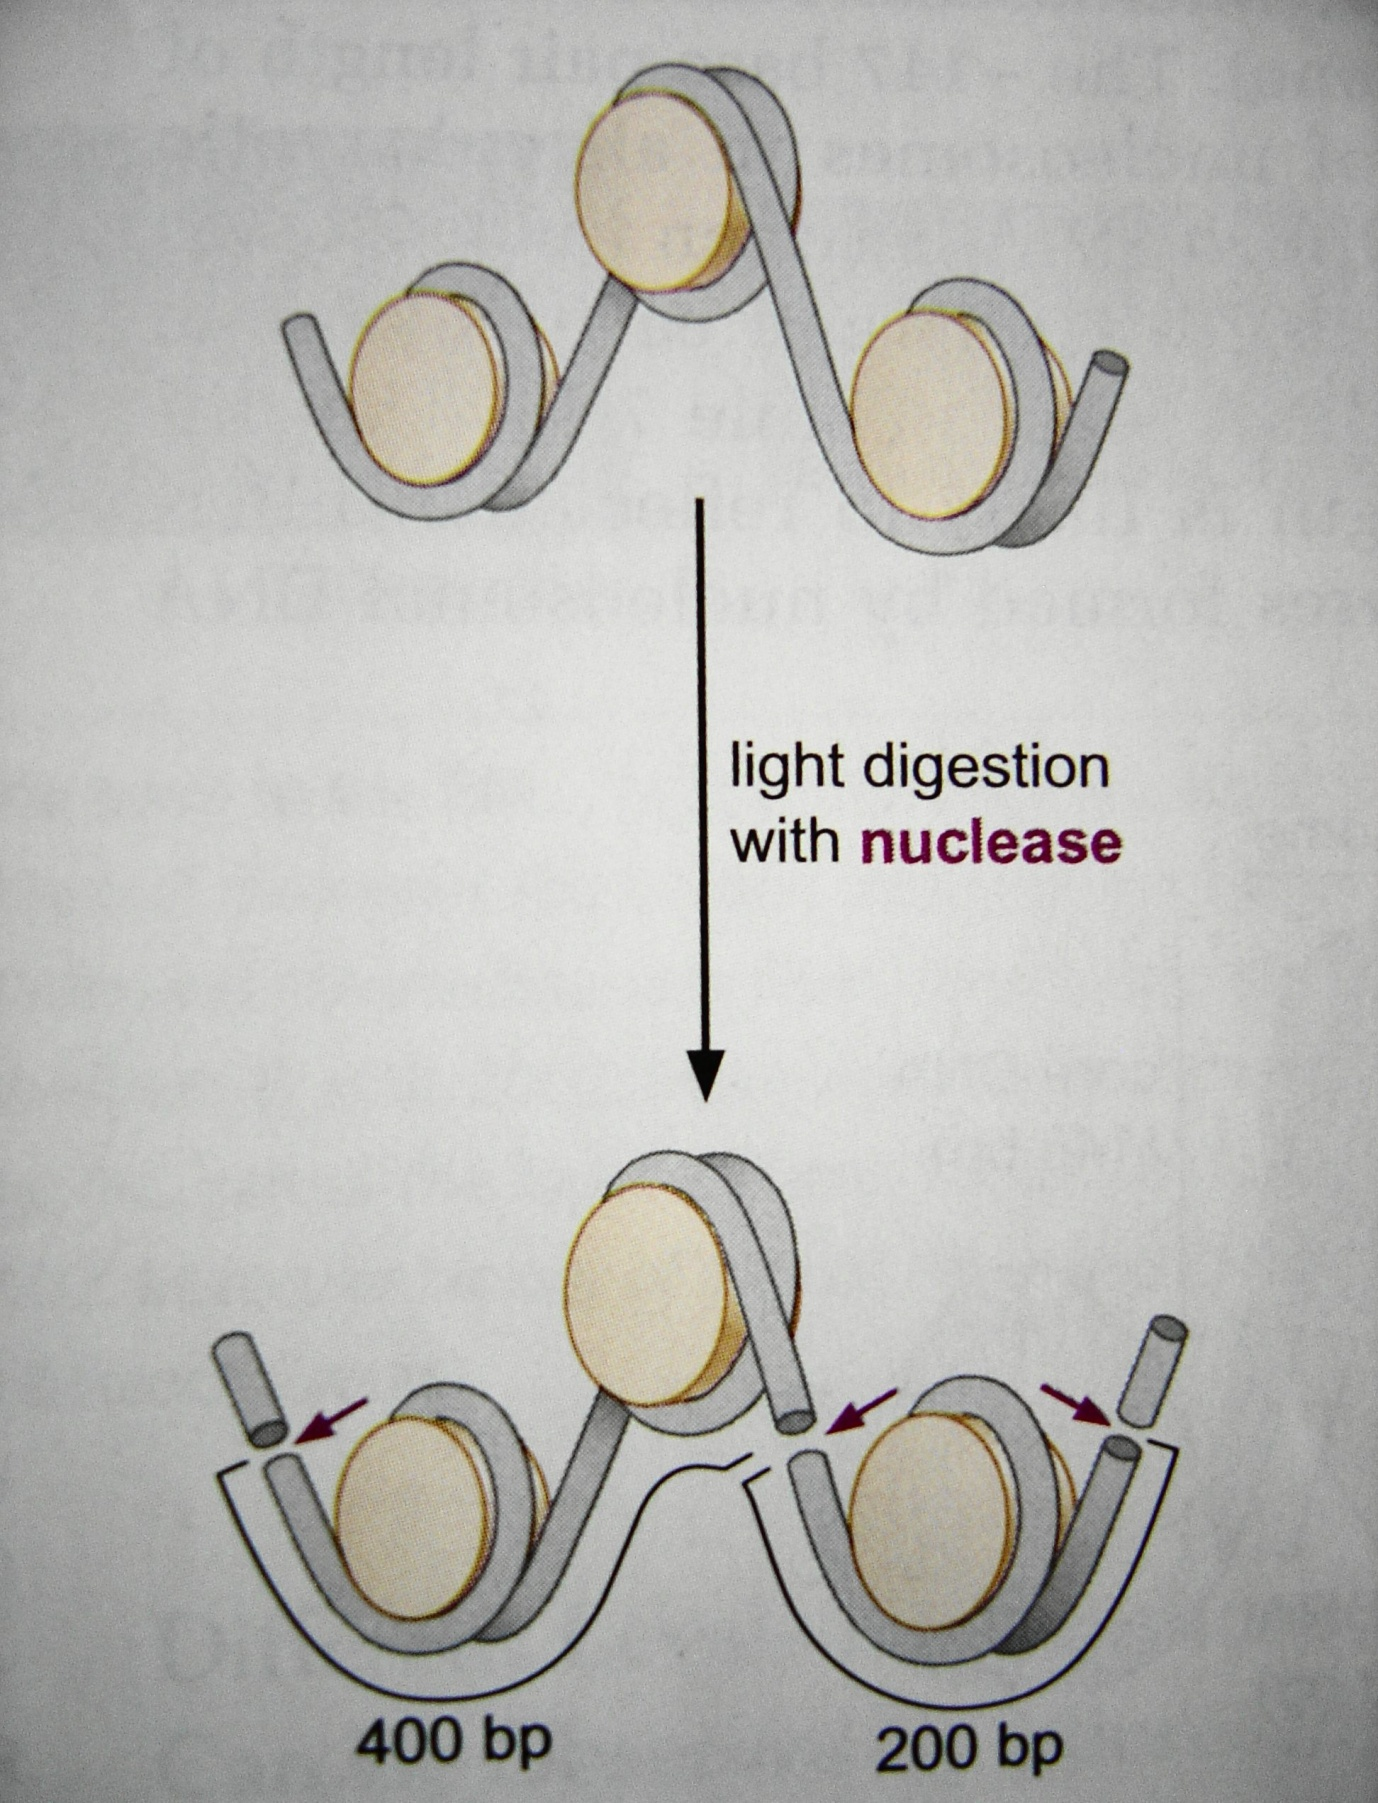 light digestion
with nuclease
400 bp
200 bp